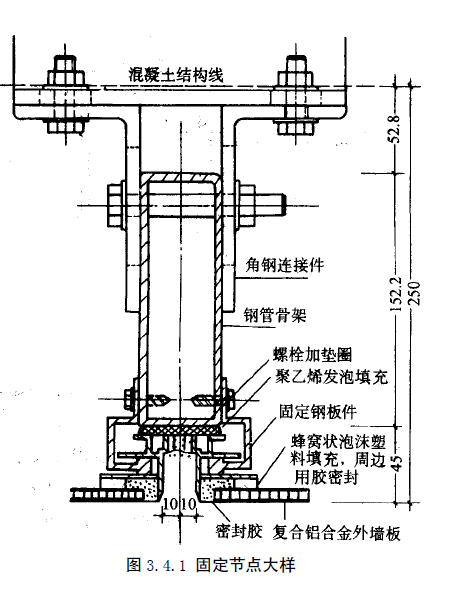 混凝土结构线
52.8
角钢连接件
152.2
250
钢管骨架
螺栓加垫圈
聚乙烯发泡填充
固定钢板件
蜂窝状泡沫塑
料填充，周边
用胶密封
45
10 10
密封胶 复合铝合金外墙板
图 3.4.1 固定节点大样